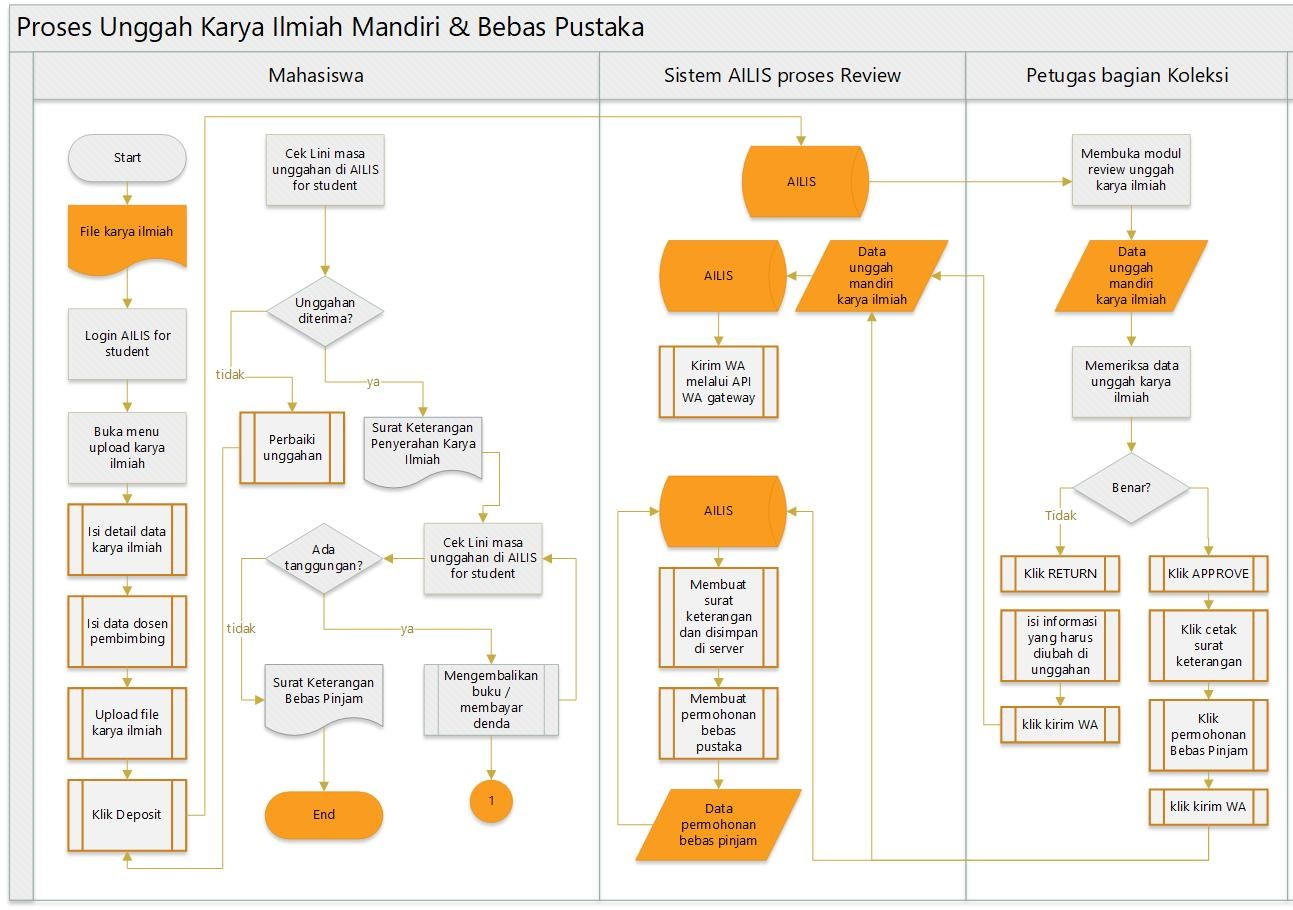 Proses Unggah Karya Ilmiah Mandiri & Bebas Pustaka
Mahasiswa
Sistem AILIS proses Review
Petugas bagian Koleksi
Start
File karya ilmiah
Login AILIS for
student
Buka menu
upload karya
ilmiah
Isi detail data
karya ilmiah
Isi data dosen
pembimbing
Upload file
karya ilmiah
Klik Deposit
Cek Lini masa
unggahan di AILIS
for student
Unggahan
diterima?
tidak
ya
Perbaiki
unggahan
Surat Keterangan
Penyerahan Karya
Ilmiah
Cek Lini masa
unggahan di AILIS
for student
Ada
tanggungan?
tidak
ya
Surat Keterangan
Bebas Pinjam
Mengembalikan
buku /
membayar
denda
End
1
AILIS
AILIS
Data
unggah
mandiri
karya ilmiah
Kirim WA
melalui API
WA gateway
AILIS
Membuat
surat
keterangan
dan disimpan
di server
Membuat
permohonan
bebas
pustaka
Data
permohonan
bebas pinjam
Membuka modul
review unggah
karya ilmiah
Data
unggah
mandiri
karya ilmiah
Memeriksa data
unggah karya
ilmiah
Benar?
Tidak
Klik RETURN
isi informasi
yang harus
diubah di
unggahan
klik kirim WA
Klik APPROVE
Klik cetak
surat
keterangan
Klik
permohonan
Bebas Pinjam
klik kirim WA